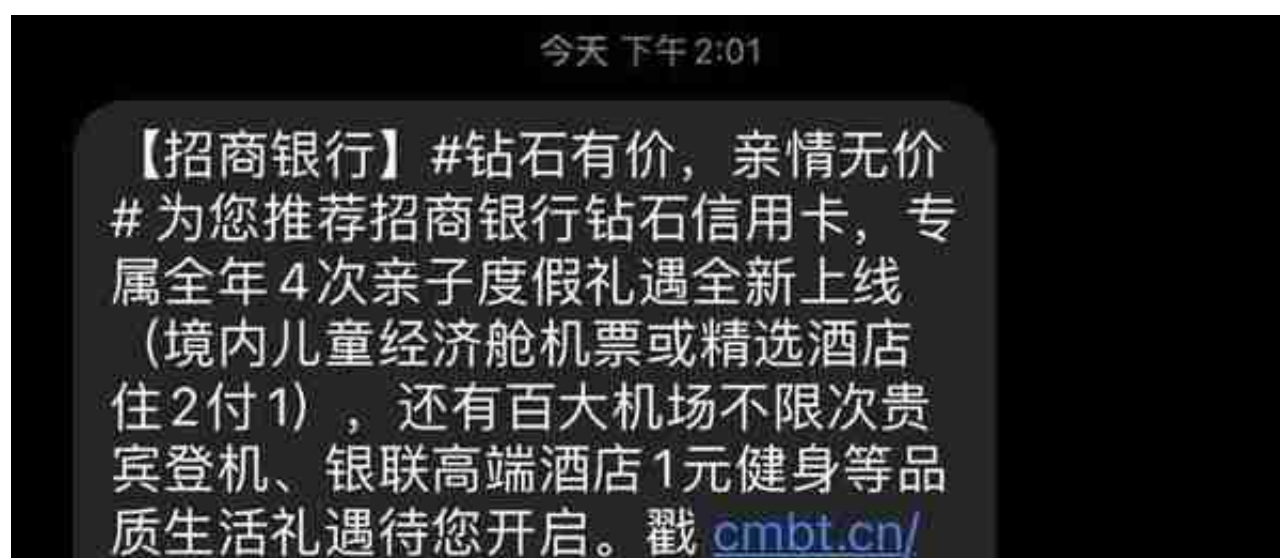 今天 下午2:01
【招商银行】#钻石有价，亲情无价
#为您推荐招商银行钻石信用卡，专
属全年4次亲子度假礼遇全新上线
（境内儿童经济舱机票或精选酒店
住2付1），还有百大机场不限次贵
宾登机、银联高端酒店1元健身等品
质生活礼遇待您开启。戳 cmbt.cn/